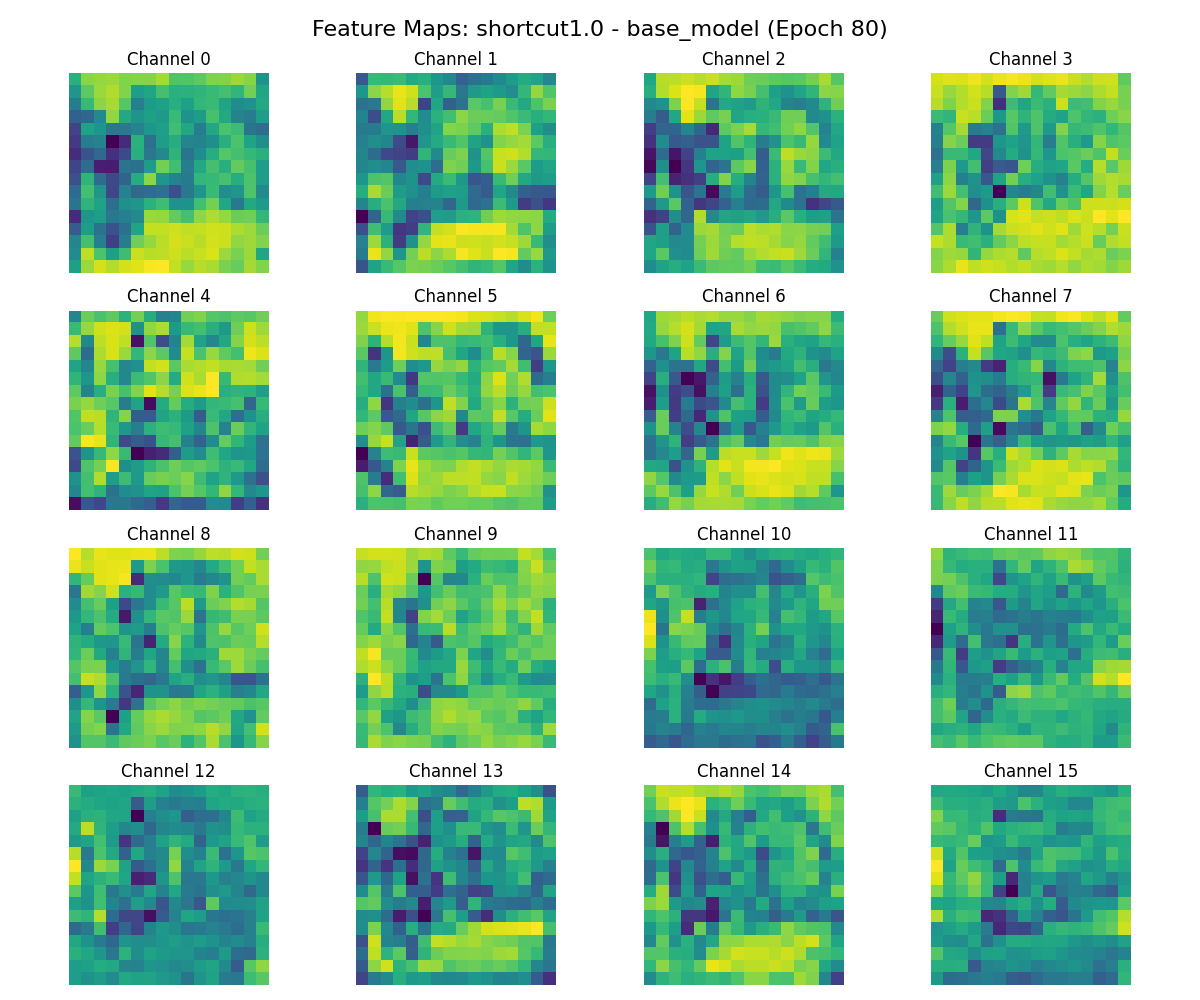 Feature Maps: shortcut1.0 - base_model (Epoch 80)
Channel 0
Channel 1
Channel 2
Channel 3
Channel 4
Channel 5
Channel 6
Channel 7
Channel 8
Channel 9
Channel 10
Channel 11
Channel 12
Channel 13
Channel 14
Channel 15